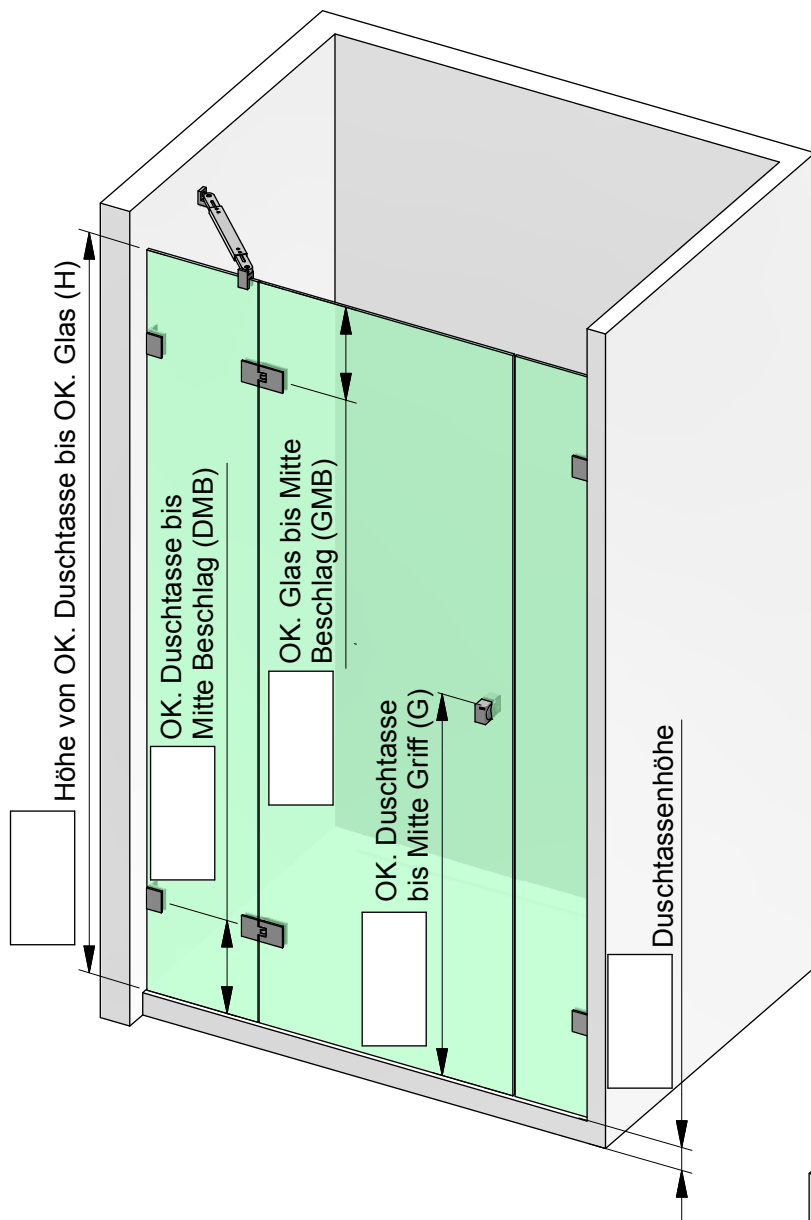 Höhe von OK. Duschtasse bis OK. Glas (H)
OK. Duschtasse bis
Mitte Beschlag (DMB)
OK. Glas bis Mitte
Beschlag (GMB)
OK. Duschtasse
bis Mitte Griff (G)
Duschtassenhöhe